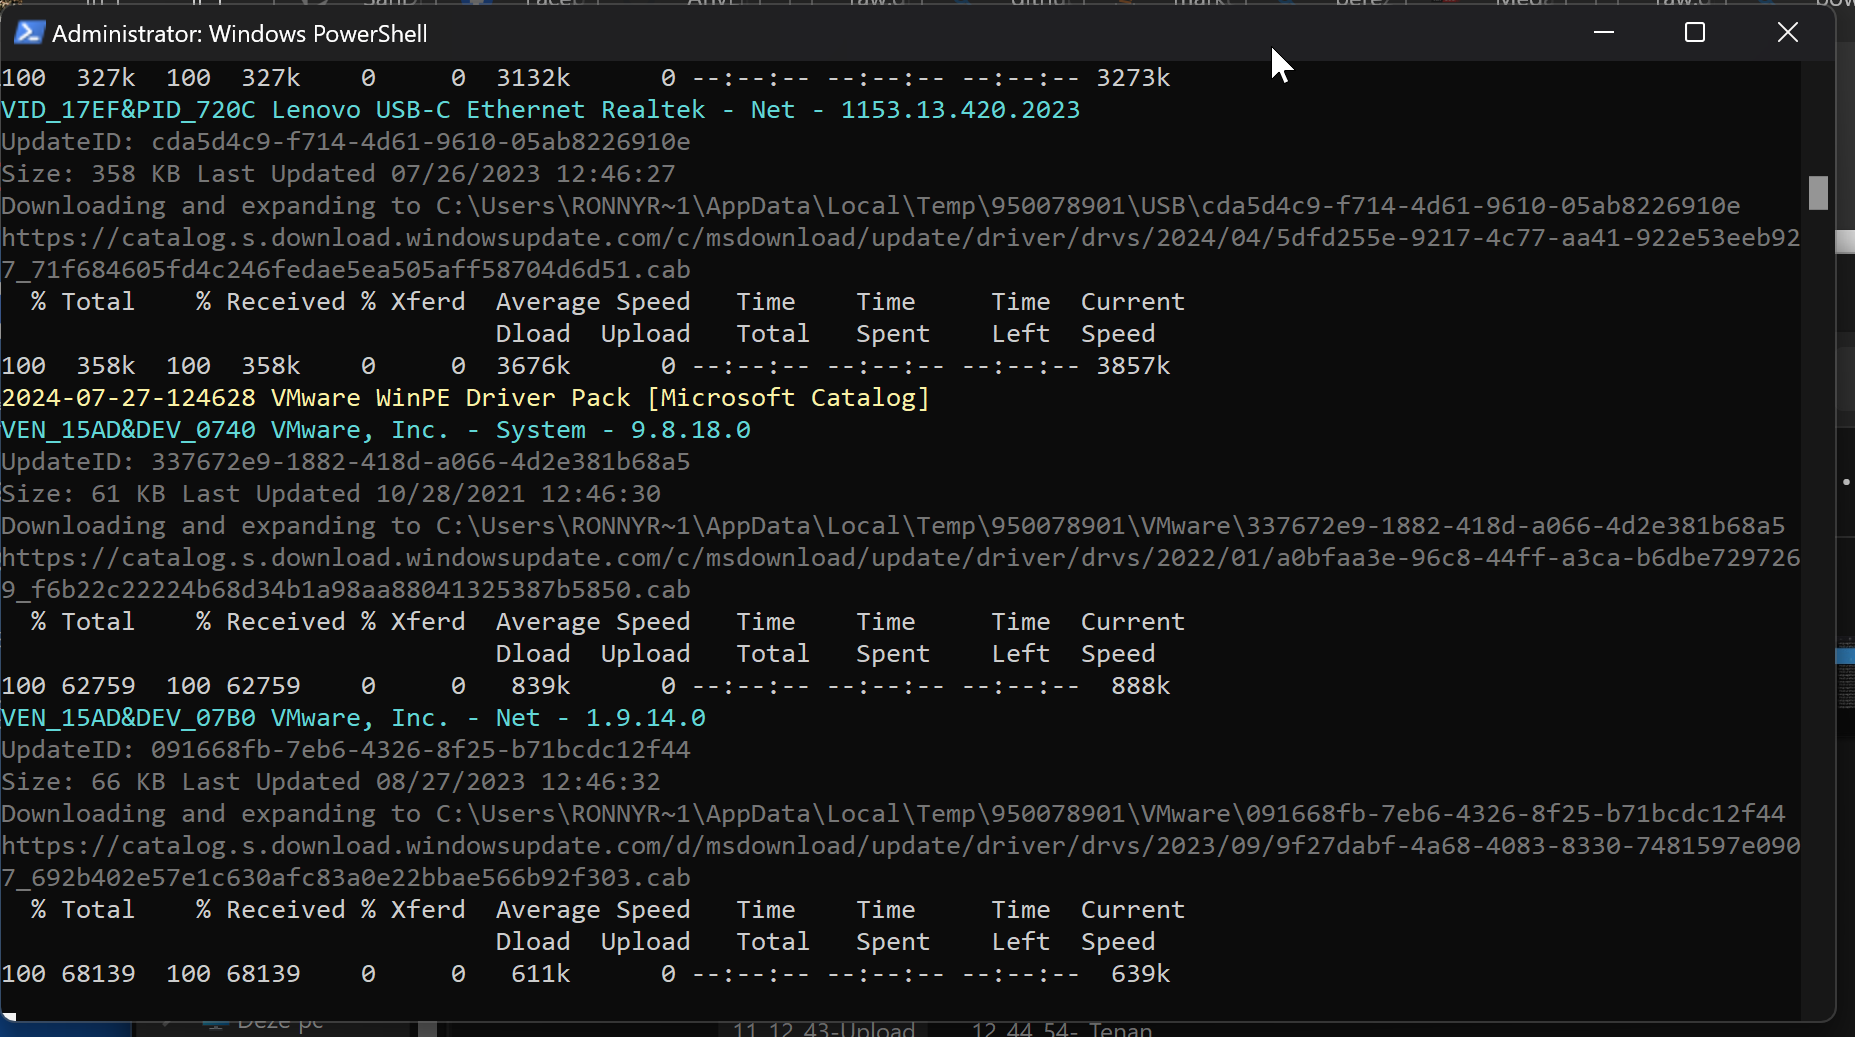 Administrator: Windows PowerShell
100  327k  100  327k    0     0  3132k      0 --:--:-- --:--:-- --:--:-- 3273k
VID_17EF&PID_720C Lenovo USB-C Ethernet Realtek - Net - 1153.13.420.2023
UpdateID: cda5d4c9-f714-4d61-9610-05ab8226910e
Size: 358 KB Last Updated 07/26/2023 12:46:27
Downloading and expanding to C:\Users\RONNYR~1\AppData\Local\Temp\950078901\USB\cda5d4c9-f714-4d61-9610-05ab8226910e
https://catalog.s.download.windowsupdate.com/c/msdownload/update/driver/drvs/2024/04/5dfd255e-9217-4c77-aa41-922e53eeb92
7_71f684605fd4c246fedae5ea505aff58704d6d51.cab
  % Total    % Received % Xferd  Average Speed   Time    Time     Time  Current
                                 Dload  Upload   Total   Spent    Left  Speed
100  358k  100  358k    0     0  3676k      0 --:--:-- --:--:-- --:--:-- 3857k
2024-07-27-124628 VMware WinPE Driver Pack [Microsoft Catalog]
VEN_15AD&DEV_0740 VMware, Inc. - System - 9.8.18.0
UpdateID: 337672e9-1882-418d-a066-4d2e381b68a5
Size: 61 KB Last Updated 10/28/2021 12:46:30
Downloading and expanding to C:\Users\RONNYR~1\AppData\Local\Temp\950078901\VMware\337672e9-1882-418d-a066-4d2e381b68a5
https://catalog.s.download.windowsupdate.com/c/msdownload/update/driver/drvs/2022/01/a0bfaa3e-96c8-44ff-a3ca-b6dbe729726
9_f6b22c22224b68d34b1a98aa88041325387b5850.cab
  % Total    % Received % Xferd  Average Speed   Time    Time     Time  Current
                                 Dload  Upload   Total   Spent    Left  Speed
100 62759  100 62759    0     0   839k      0 --:--:-- --:--:-- --:--:--  888k
VEN_15AD&DEV_07B0 VMware, Inc. - Net - 1.9.14.0
UpdateID: 091668fb-7eb6-4326-8f25-b71bcdc12f44
Size: 66 KB Last Updated 08/27/2023 12:46:32
Downloading and expanding to C:\Users\RONNYR~1\AppData\Local\Temp\950078901\VMware\091668fb-7eb6-4326-8f25-b71bcdc12f44
https://catalog.s.download.windowsupdate.com/d/msdownload/update/driver/drvs/2023/09/9f27dabf-4a68-4083-8330-7481597e090
7_692b402e57e1c630afc83a0e22bbae566b92f303.cab
  % Total    % Received % Xferd  Average Speed   Time    Time     Time  Current
                                 Dload  Upload   Total   Spent    Left  Speed
100 68139  100 68139    0     0   611k      0 --:--:-- --:--:-- --:--:--  639k
Deze pc
11_12_43-Upload
12_44_54-_Tenan